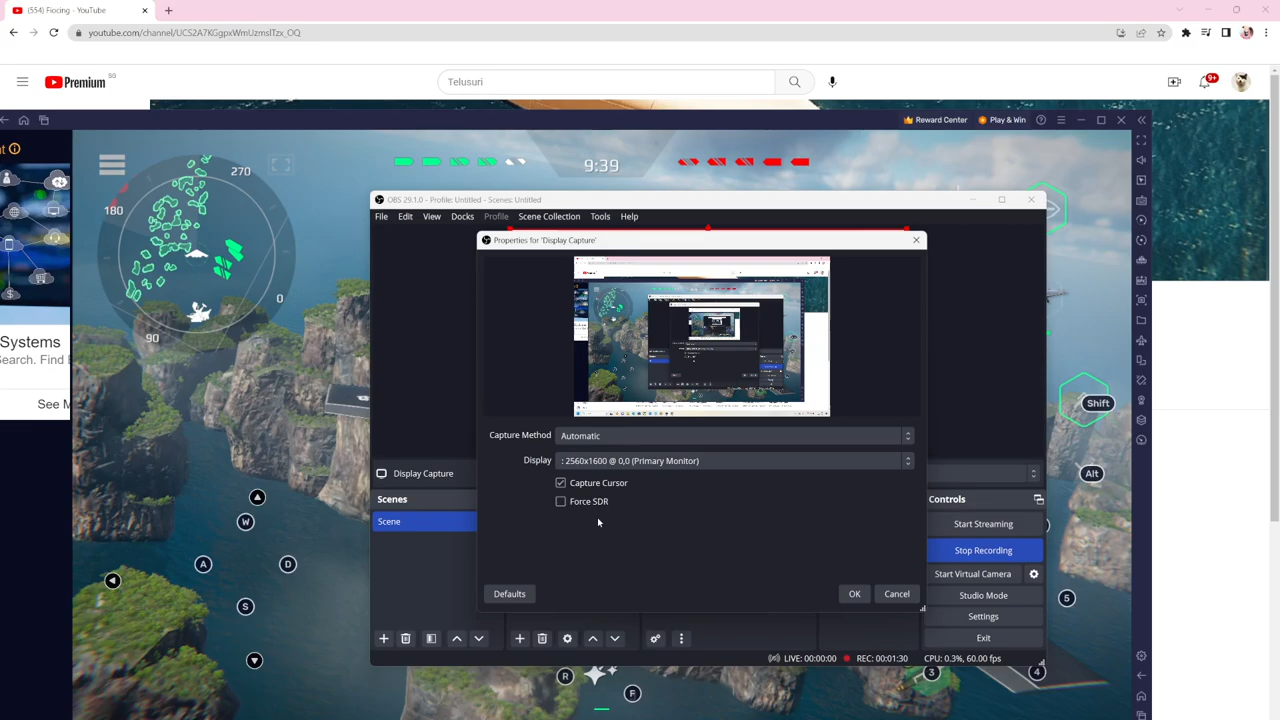 (554) Fiocing - YouTube
youtube.com/channel/UCS2A7KGgpxWmUzmslTzx_OQ
Premium SG
Telusuri
9+
Reward Center
Play & Win
270
180
0
90
9:39
Systems
Search. Find
See M
OBS 29.1.0 - Profile: Untitled - Scenes: Untitled
File Edit View Docks Profile Scene Collection Tools Help
Properties for 'Display Capture'
Capture Method Automatic
Display : 2560x1600 @ 0,0 (Primary Monitor)
Capture Cursor
Force SDR
Defaults OK Cancel
Display Capture
Scenes
Scene
Controls
Start Streaming
Stop Recording
Start Virtual Camera
Studio Mode
Settings
Exit
LIVE: 00:00:00 REC: 00:01:30 CPU: 0.3%, 60.00 fps
Shift
Alt
W
A D
S
R
F
5
3 4